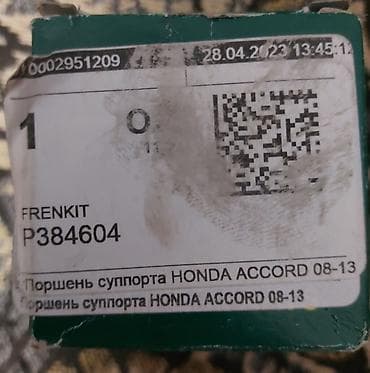 10002951209 28.04.2023 13:45:1
1 O
FRENKIT
P384604
Поршень суппорта HONDA ACCORD 08-13
Поршень суппорта HONDA ACCORD 08-13